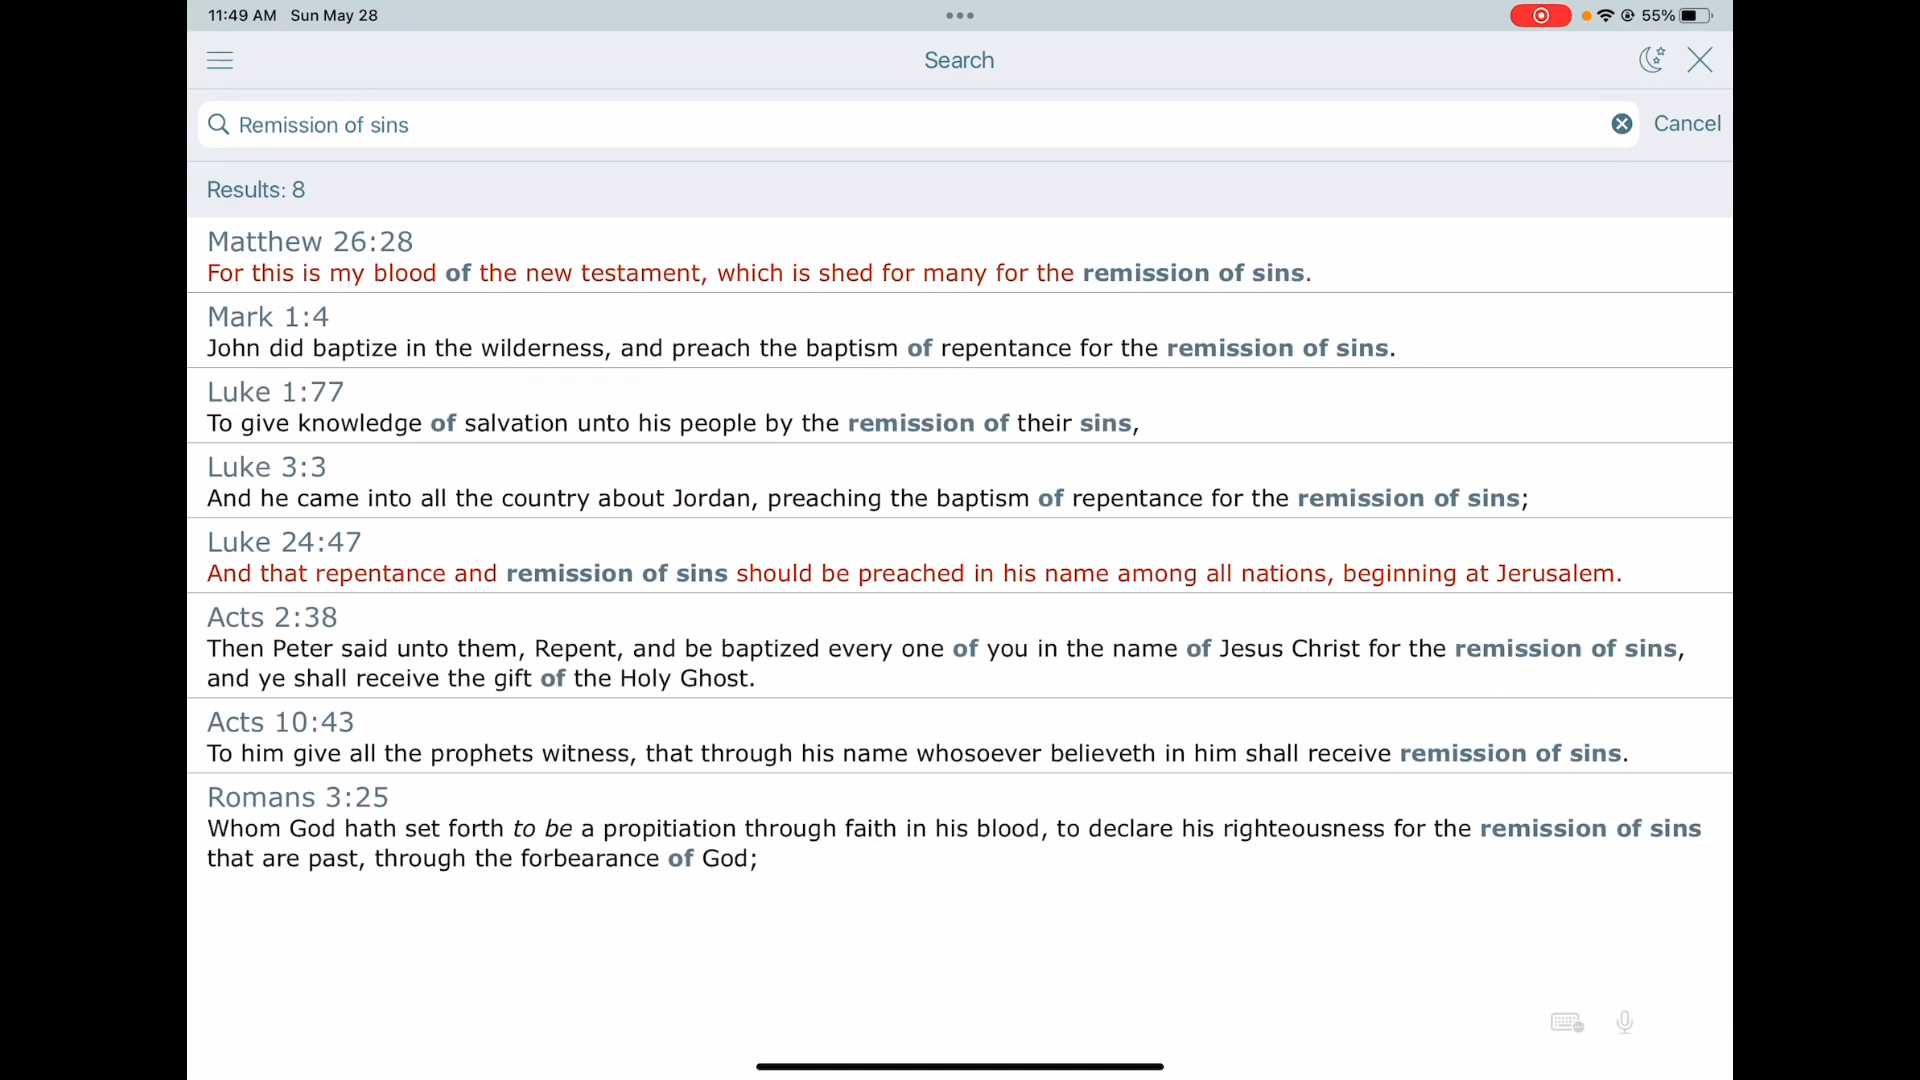 11:49 AM Sun May 28
55%
Search
Remission of sins
Cancel
Results: 8
Matthew 26:28
For this is my blood of the new testament, which is shed for many for the remission of sins.
Mark 1:4
John did baptize in the wilderness, and preach the baptism of repentance for the remission of sins.
Luke 1:77
To give knowledge of salvation unto his people by the remission of their sins,
Luke 3:3
And he came into all the country about Jordan, preaching the baptism of repentance for the remission of sins;
Luke 24:47
And that repentance and remission of sins should be preached in his name among all nations, beginning at Jerusalem.
Acts 2:38
Then Peter said unto them, Repent, and be baptized every one of you in the name of Jesus Christ for the remission of sins,
and ye shall receive the gift of the Holy Ghost.
Acts 10:43
To him give all the prophets witness, that through his name whosoever believeth in him shall receive remission of sins.
Romans 3:25
Whom God hath set forth to be a propitiation through faith in his blood, to declare his righteousness for the remission of sins
that are past, through the forbearance of God;